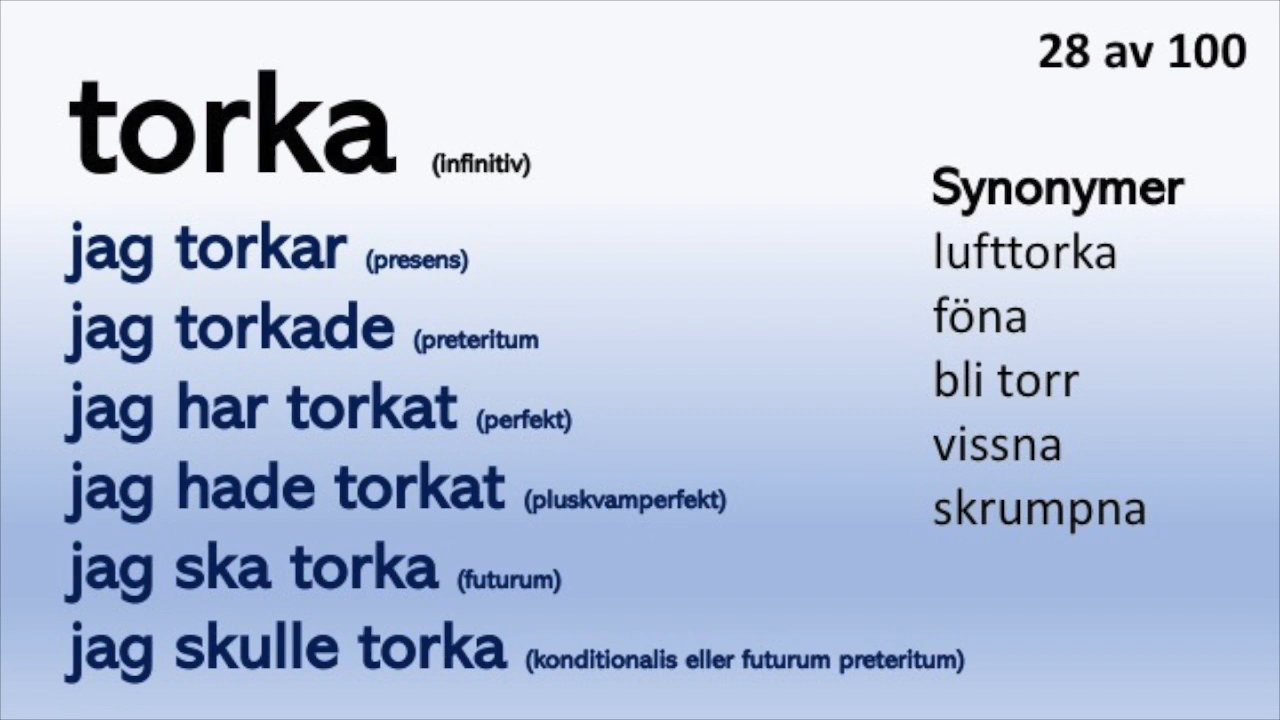 28 av 100
torka (infinitiv)
jag torkar (presens)
jag torkade (preteritum
jag har torkat (perfekt)
jag hade torkat (pluskvamperfekt)
jag ska torka (futurum)
jag skulle torka (konditionalis eller futurum preteritum)
Synonymer
lufttorka
föna
bli torr
vissna
skrumpna